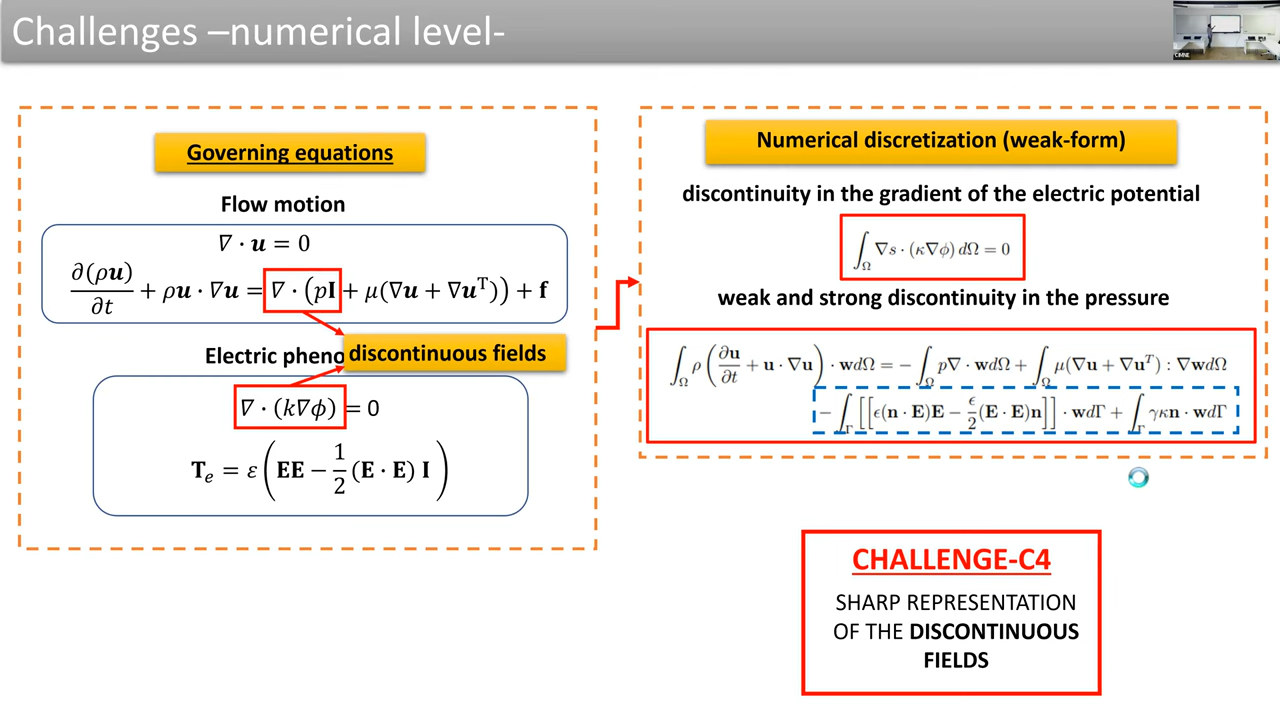 Challenges –numerical level-
CIMNE
Governing equations
Flow motion
∇ · u = 0
∂(ρu)/∂t + ρu · ∇u = ∇ · (pI + μ(∇u + ∇uᵀ)) + f
Electric pheno
discontinuous fields
∇ · (k∇ϕ) = 0
Tₑ = ε(EE − 1/2 (E · E) I)
Numerical discretization (weak-form)
discontinuity in the gradient of the electric potential
∫_Ω ∇s · (κ∇ϕ) dΩ = 0
weak and strong discontinuity in the pressure
∫_Ω ρ(∂u/∂t + u · ∇u) · wdΩ = − ∫_Ω p∇ · wdΩ + ∫_Ω μ(∇u + ∇uᵀ) : ∇wdΩ
− ∫_Γ [[ϵ(n · E)E − ϵ/2 (E · E)n]] · wdΓ + ∫_Γ γκn · wdΓ
CHALLENGE-C4
SHARP REPRESENTATION
OF THE DISCONTINUOUS
FIELDS